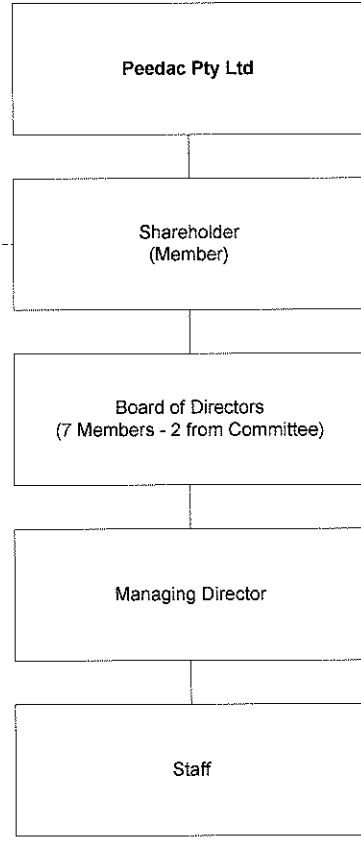 Peedac Pty Ltd
Shareholder
(Member)
Board of Directors
(7 Members - 2 from Committee)
Managing Director
Staff